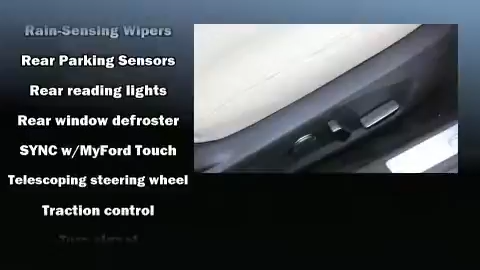 Rain-Sensing Wipers
Rear Parking Sensors
Rear reading lights
Rear window defroster
SYNC w/MyFord Touch
Telescoping steering wheel
Traction control